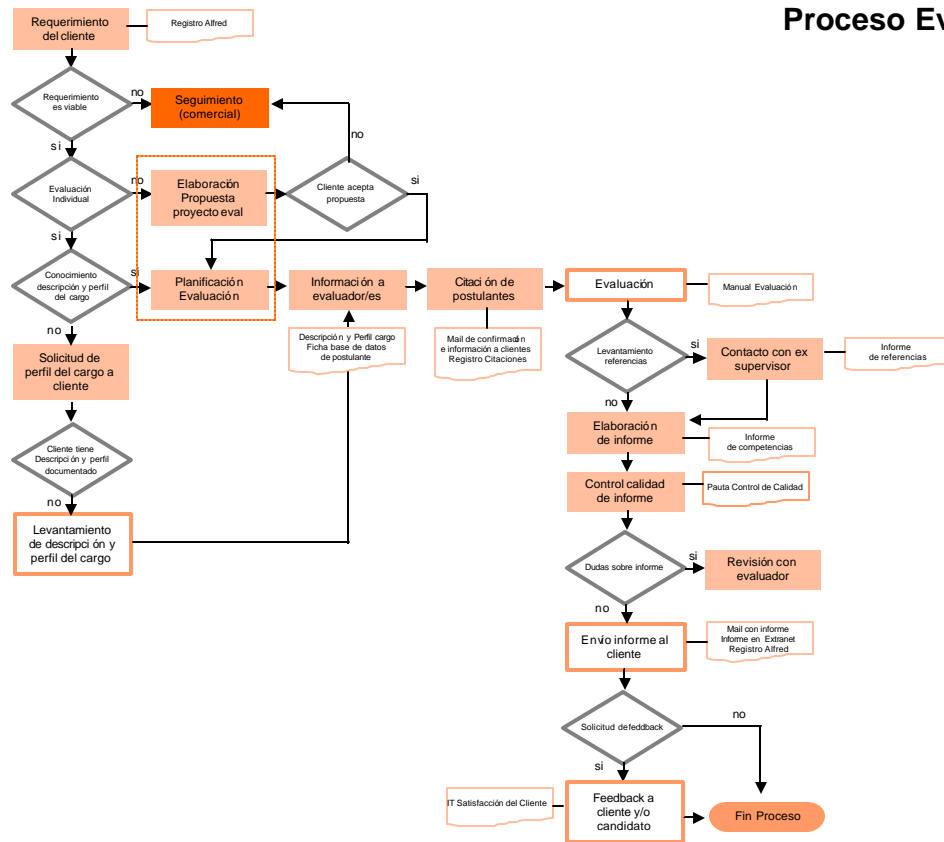 Proceso Ev
Requerimiento
del cliente
Registro Alfred
Requerimiento
es viable
no
Seguimiento
(comercial)
no
si
Evaluación
Individual
no
Elaboración
Propuesta
proyecto eval
Cliente acepta
propuesta
si
si
Conocimiento
descripción y perfil
del cargo
si
Planificación
Evaluación
Información a
evaluador/es
Citación de
postulantes
Evaluación
Manual Evaluación
no
Descripción y Perfil cargo
Ficha base de datos
de postulante
Mail de confirmación
e información a clientes
Registro Citaciones
Levantamiento
referencias
si
Contacto con ex
supervisor
Informe
de referencias
Solicitud de
perfil del cargo a
cliente
no
Elaboración
de informe
Informe
de competencias
Cliente tiene
Descripción y perfil
documentado
Control calidad
de informe
Pauta Control de Calidad
no
Levantamiento
de descripción y
perfil del cargo
Dudas sobre informe
si
Revisión con
evaluador
no
Envío informe al
cliente
Mail con informe
Informe en Extranet
Registro Alfred
Solicitud defeddback
no
si
IT Satisfacción del Cliente
Feedback a
cliente y/o
candidato
Fin Proceso